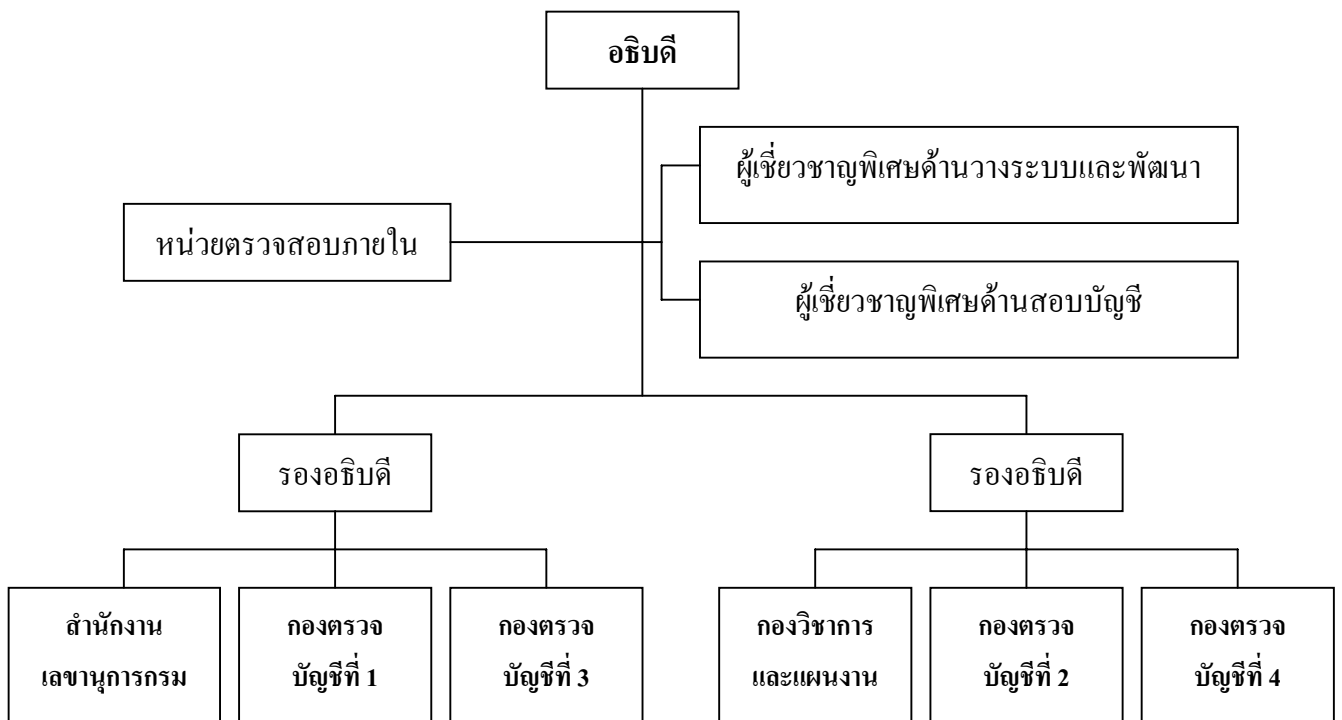 อธิบดี
ผู้เชี่ยวชาญพิเศษด้านวางระบบและพัฒนา
หน่วยตรวจสอบภายใน
ผู้เชี่ยวชาญพิเศษด้านสอบบัญชี
รองอธิบดี
รองอธิบดี
สำนักงาน
เลขานุการกรม
กองตรวจ
บัญชีที่ 1
กองตรวจ
บัญชีที่ 3
กองวิชาการ
และแผนงาน
กองตรวจ
บัญชีที่ 2
กองตรวจ
บัญชีที่ 4